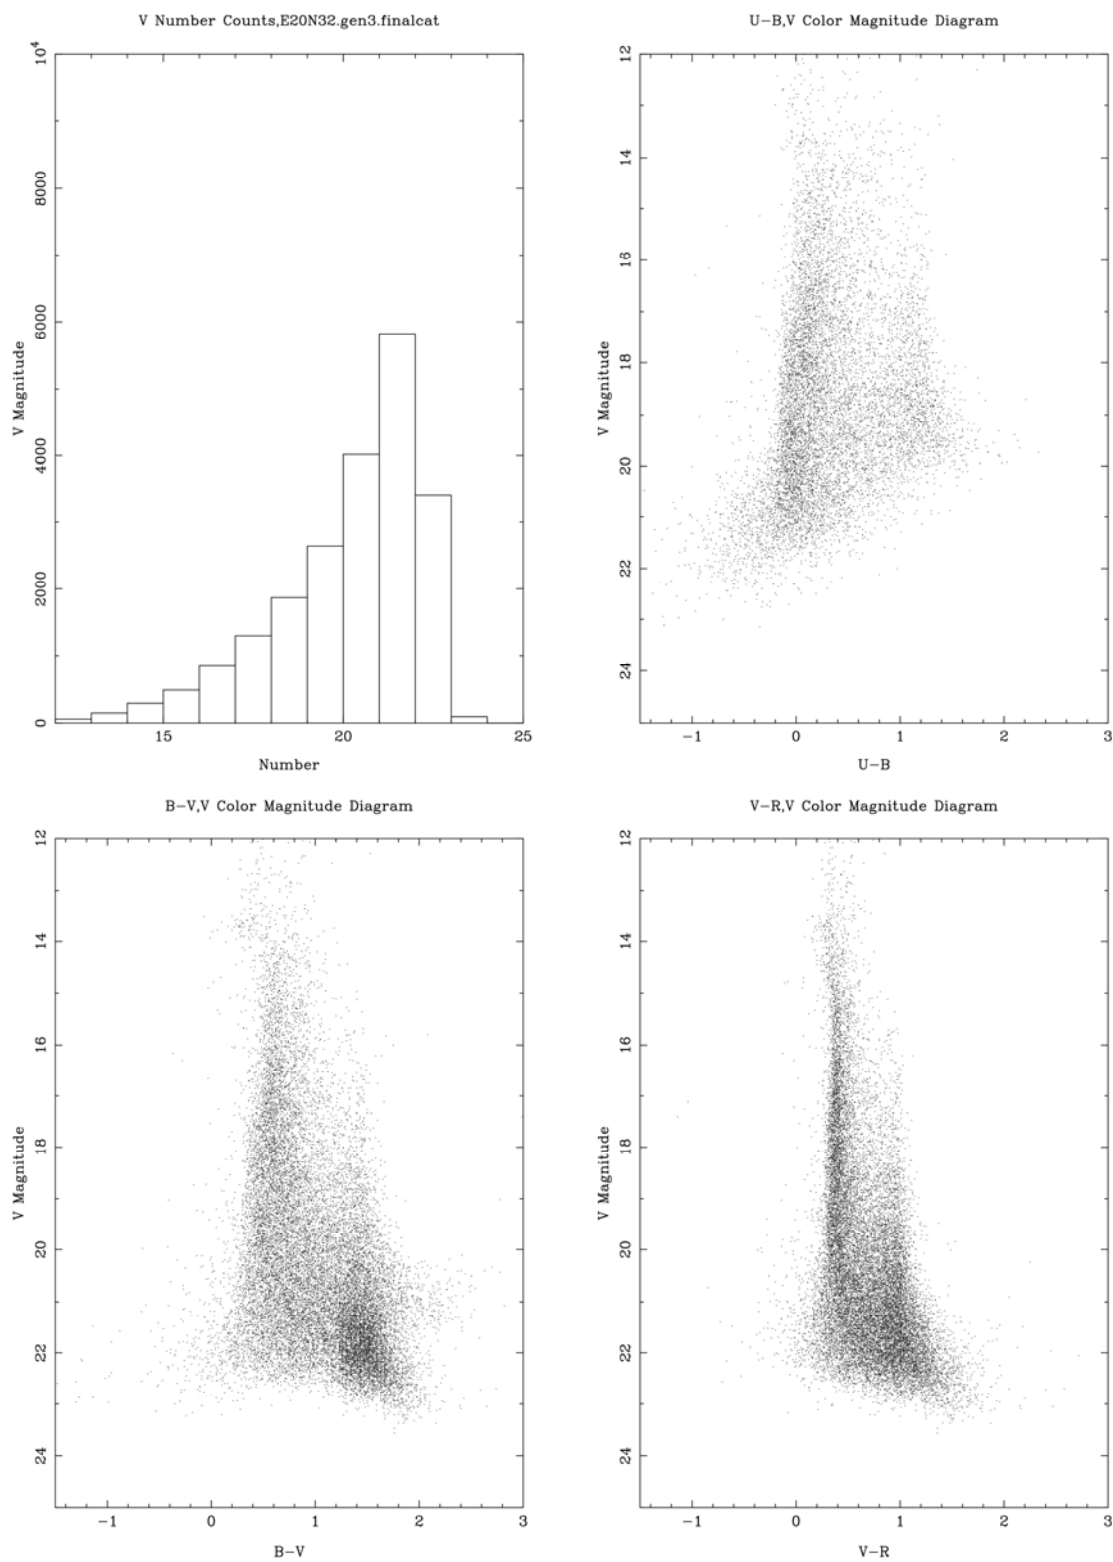 V Number Counts,E20N32.gen3.finalcat
10⁴
8000
6000
4000
2000
0
V Magnitude
15 20 25
Number
U-B,V Color Magnitude Diagram
12
14
16
18
20
22
24
V Magnitude
-1 0 1 2 3
U-B
B-V,V Color Magnitude Diagram
12
14
16
18
20
22
24
V Magnitude
-1 0 1 2 3
B-V
V-R,V Color Magnitude Diagram
12
14
16
18
20
22
24
V Magnitude
-1 0 1 2 3
V-R